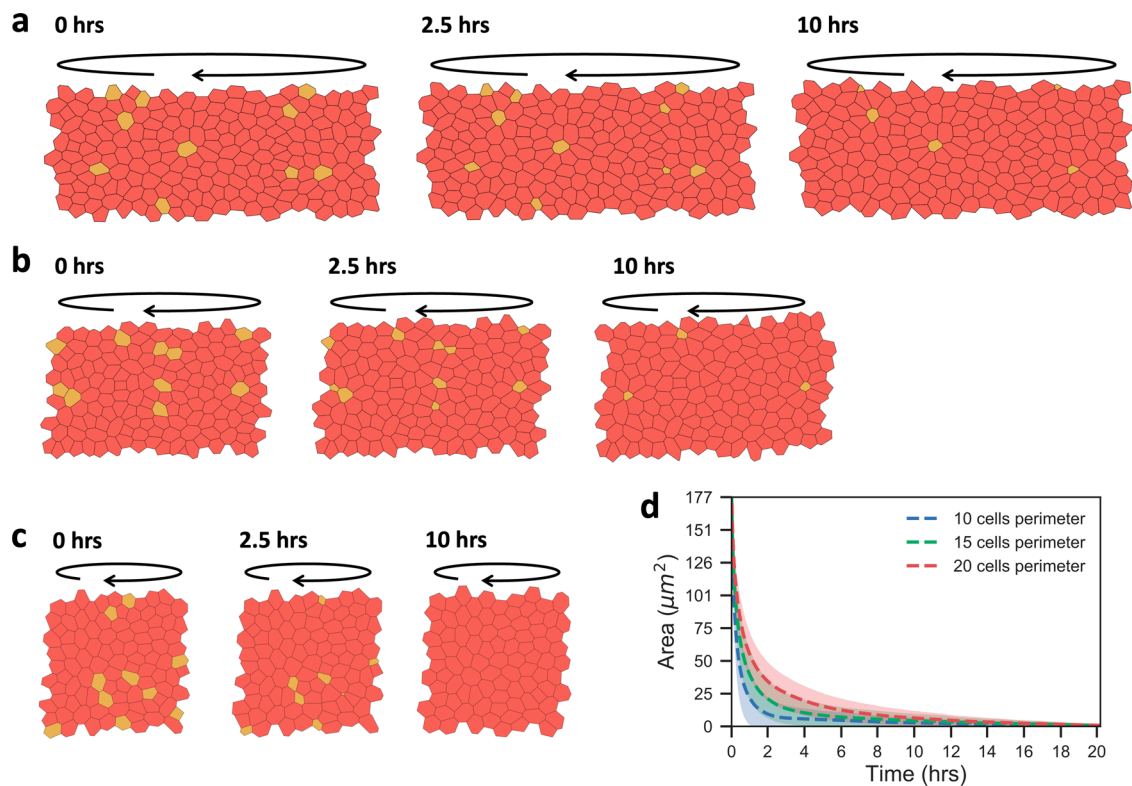 a
0 hrs 2.5 hrs 10 hrs
b
0 hrs 2.5 hrs 10 hrs
c
0 hrs 2.5 hrs 10 hrs
d
177
151
126
101
75
50
25
0
Area (μm²)
10 cells perimeter
15 cells perimeter
20 cells perimeter
0 2 4 6 8 10 12 14 16 18 20
Time (hrs)